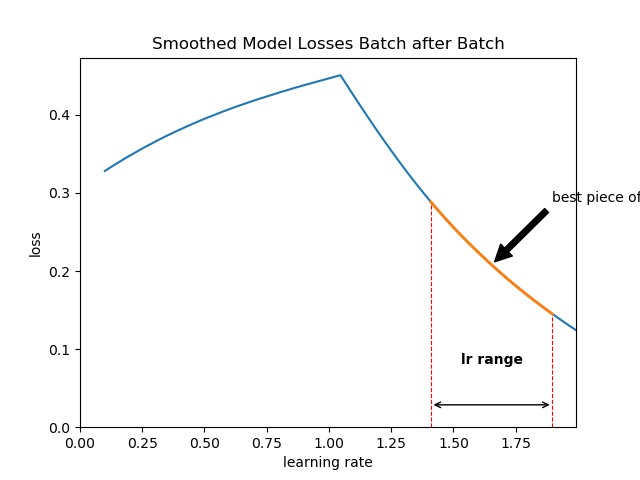 Smoothed Model Losses Batch after Batch
0.4
0.3
0.2
0.1
0.0
loss
best piece of
lr range
0.00 0.25 0.50 0.75 1.00 1.25 1.50 1.75
learning rate